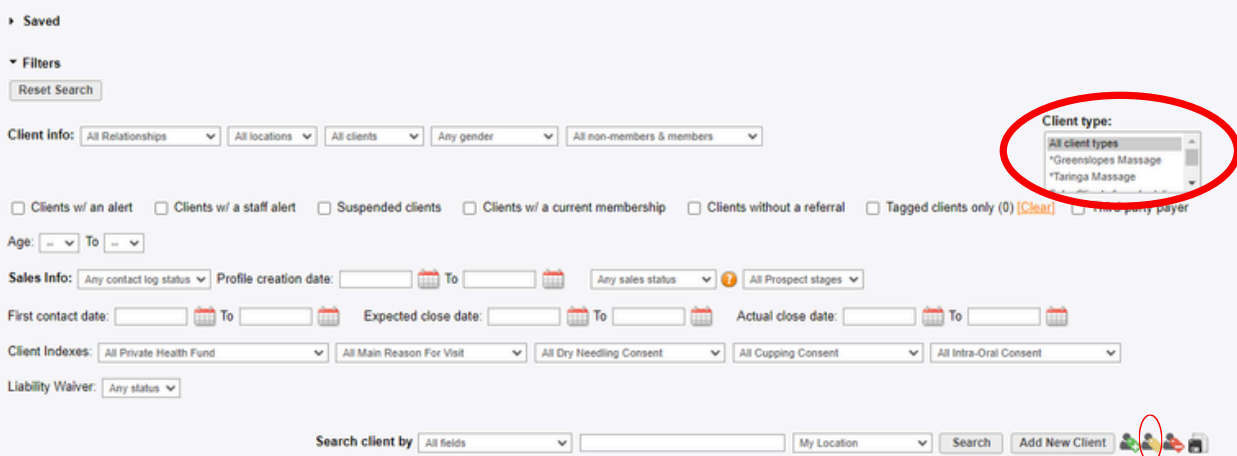 Saved
Filters
Reset Search
Client type:
Client info: All Relationships All locations All clients Any gender All non-members & members
All client types
*Greenslopes Massage
*Taringa Massage
Clients w/ an alert Clients w/ a staff alert Suspended clients Clients w/ a current membership Clients without a referral Tagged clients only (0) [Clear] Third party payer
Age: -- To --
Sales Info: Any contact log status Profile creation date: To Any sales status ? All Prospect stages
First contact date: To Expected close date: To Actual close date: To
Client Indexes: All Private Health Fund All Main Reason For Visit All Dry Needling Consent All Cupping Consent All Intra-Oral Consent
Liability Waiver: Any status
Search client by All fields My Location Search Add New Client